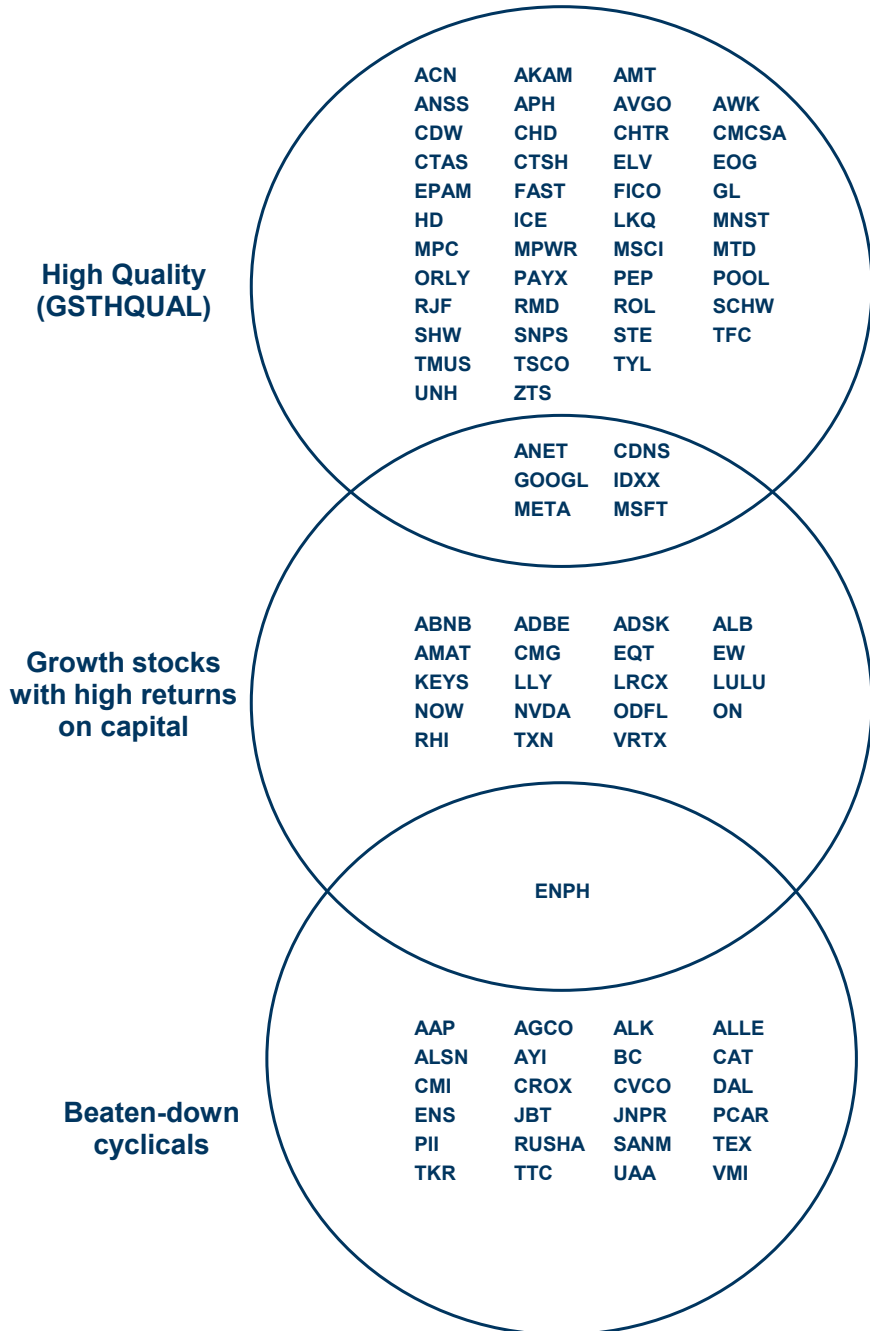 ACN AKAM AMT
ANSS APH AVGO AWK
CDW CHD CHTR CMCSA
CTAS CTSH ELV EOG
EPAM FAST FICO GL
HD ICE LKQ MNST
MPC MPWR MSCI MTD
ORLY PAYX PEP POOL
RJF RMD ROL SCHW
SHW SNPS STE TFC
TMUS TSCO TYL
UNH ZTS
High Quality
(GSTHQUAL)
ANET CDNS
GOOGL IDXX
META MSFT
ABNB ADBE ADSK ALB
AMAT CMG EQT EW
KEYS LLY LRCX LULU
NOW NVDA ODFL ON
RHI TXN VRTX
Growth stocks
with high returns
on capital
ENPH
AAP AGCO ALK ALLE
ALSN AYI BC CAT
CMI CROX CVCO DAL
ENS JBT JNPR PCAR
PII RUSHA SANM TEX
TKR TTC UAA VMI
Beaten-down
cyclicals